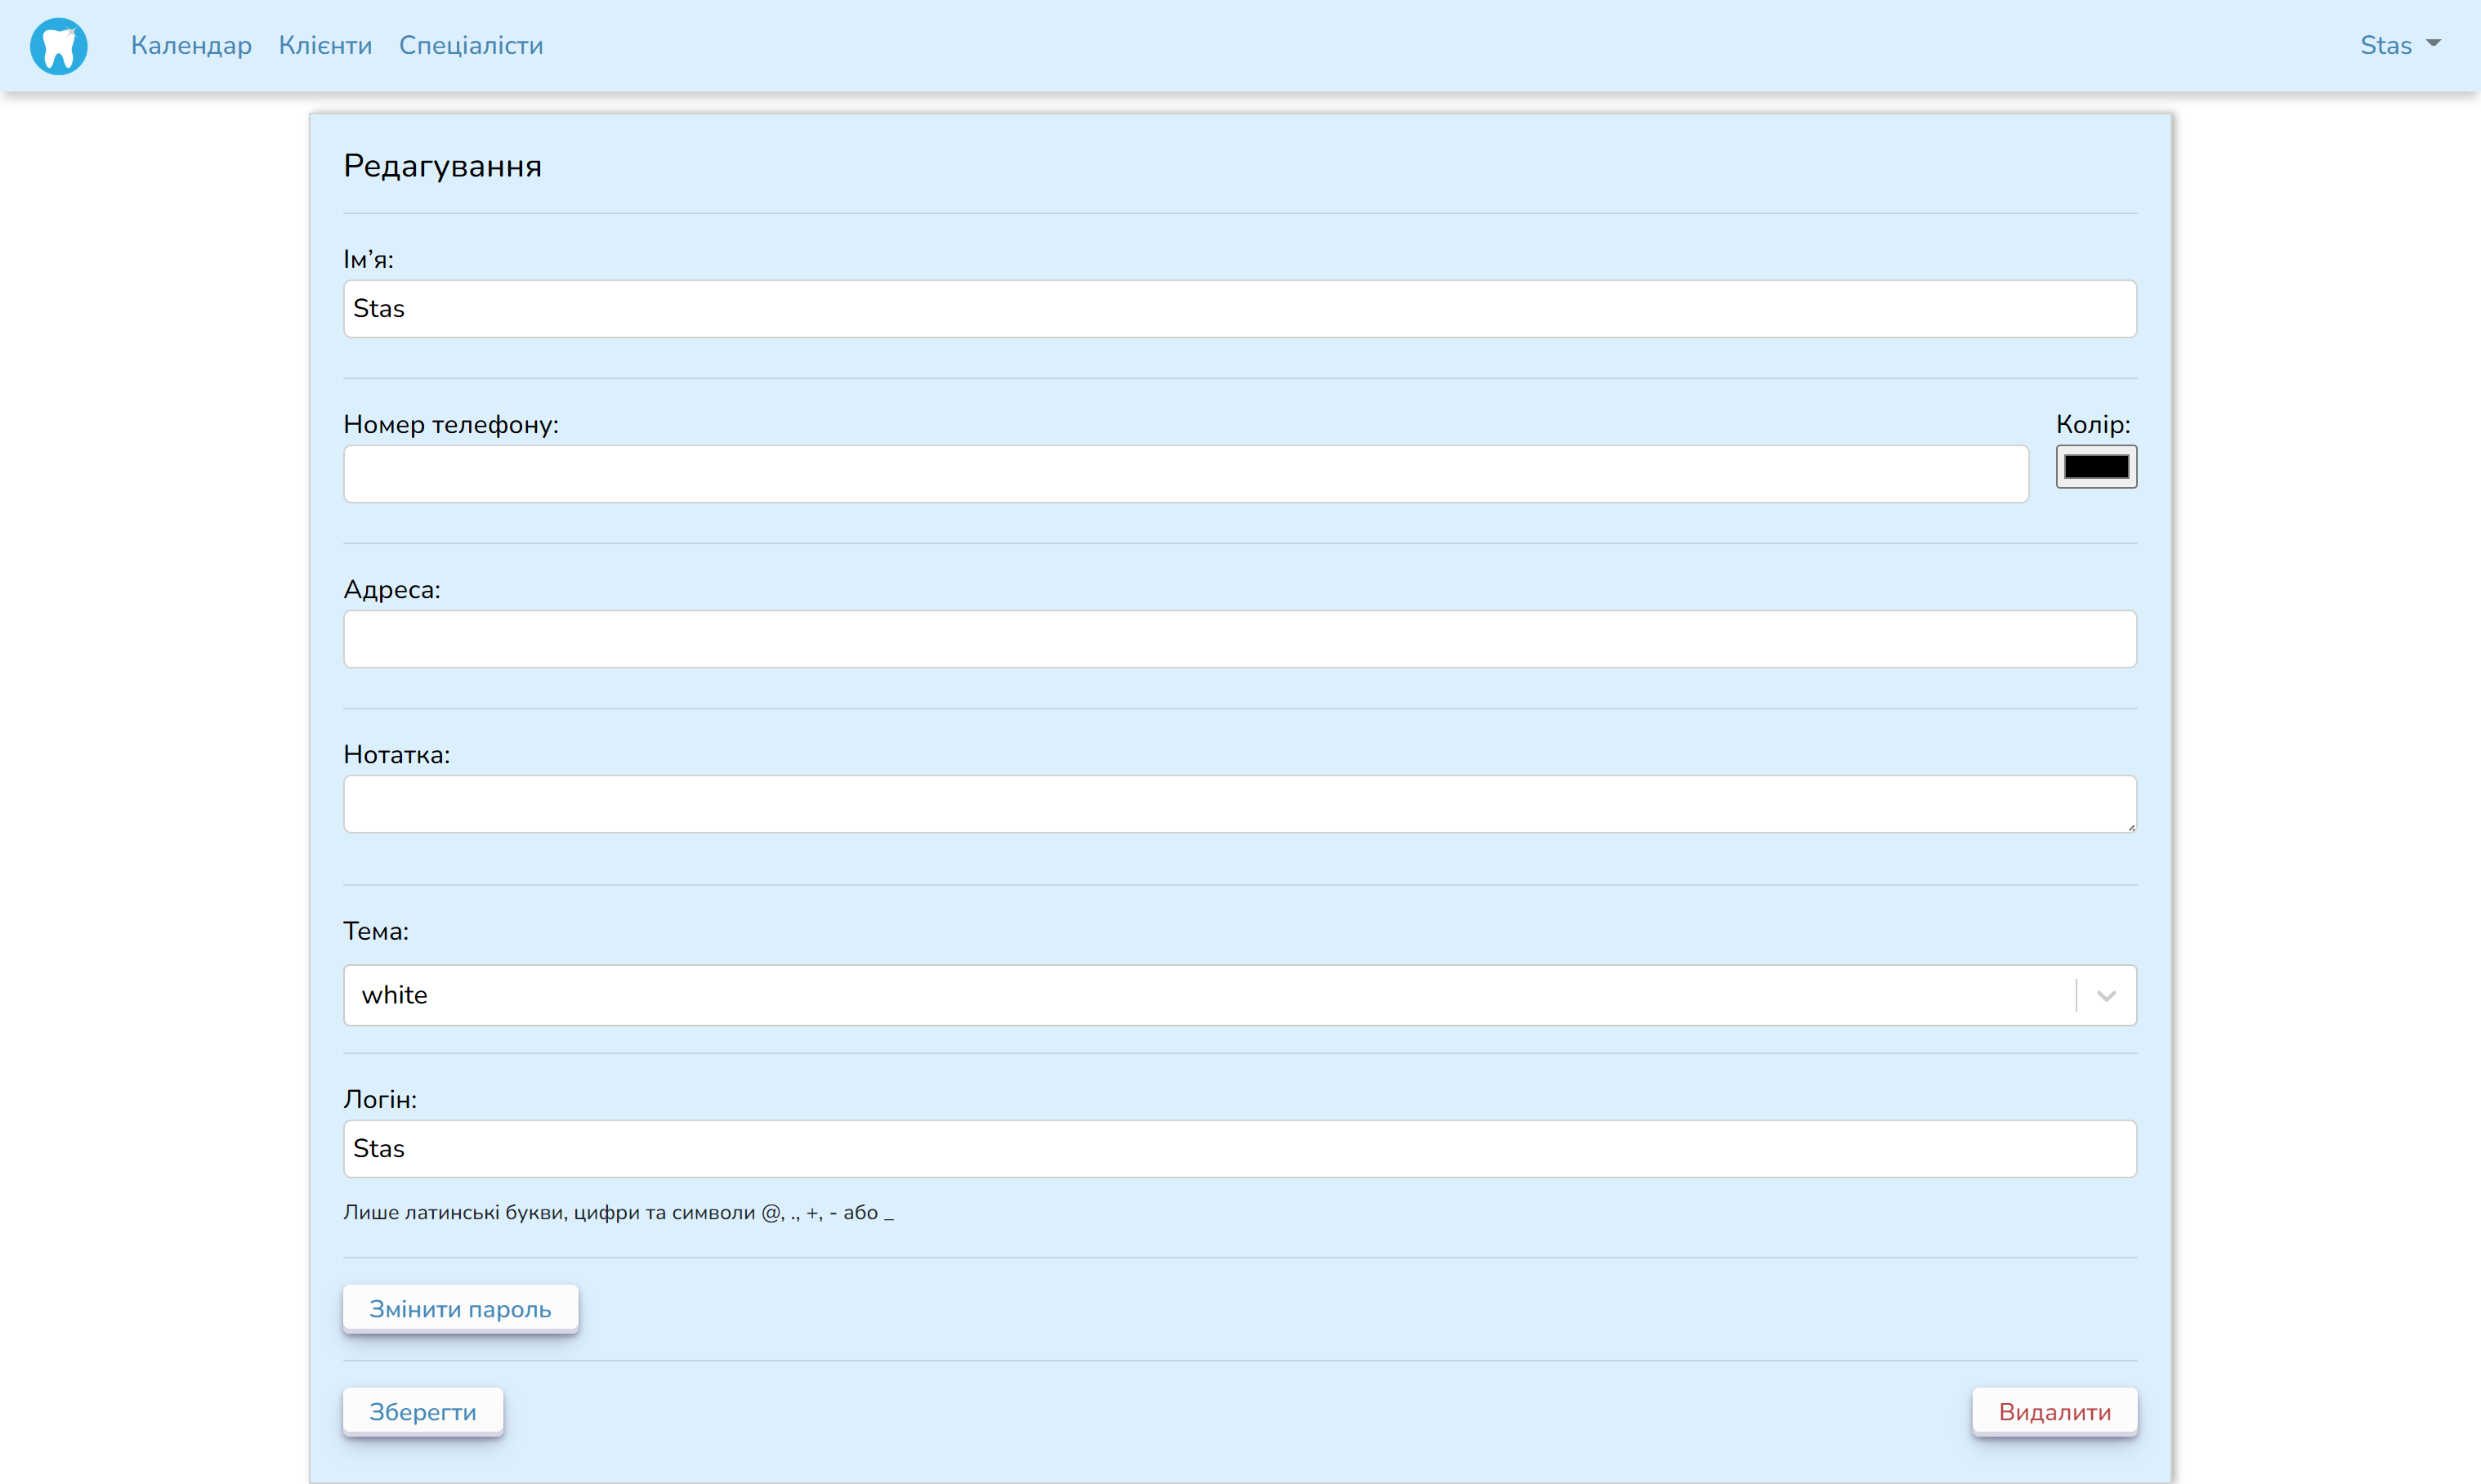 Календар Клієнти Спеціалісти Stas
Редагування
Ім’я:
Stas
Номер телефону: Колір:
Адреса:
Нотатка:
Тема:
white
Логін:
Stas
Лише латинські букви, цифри та символи @, ., +, - або _
Змінити пароль
Зберегти Видалити